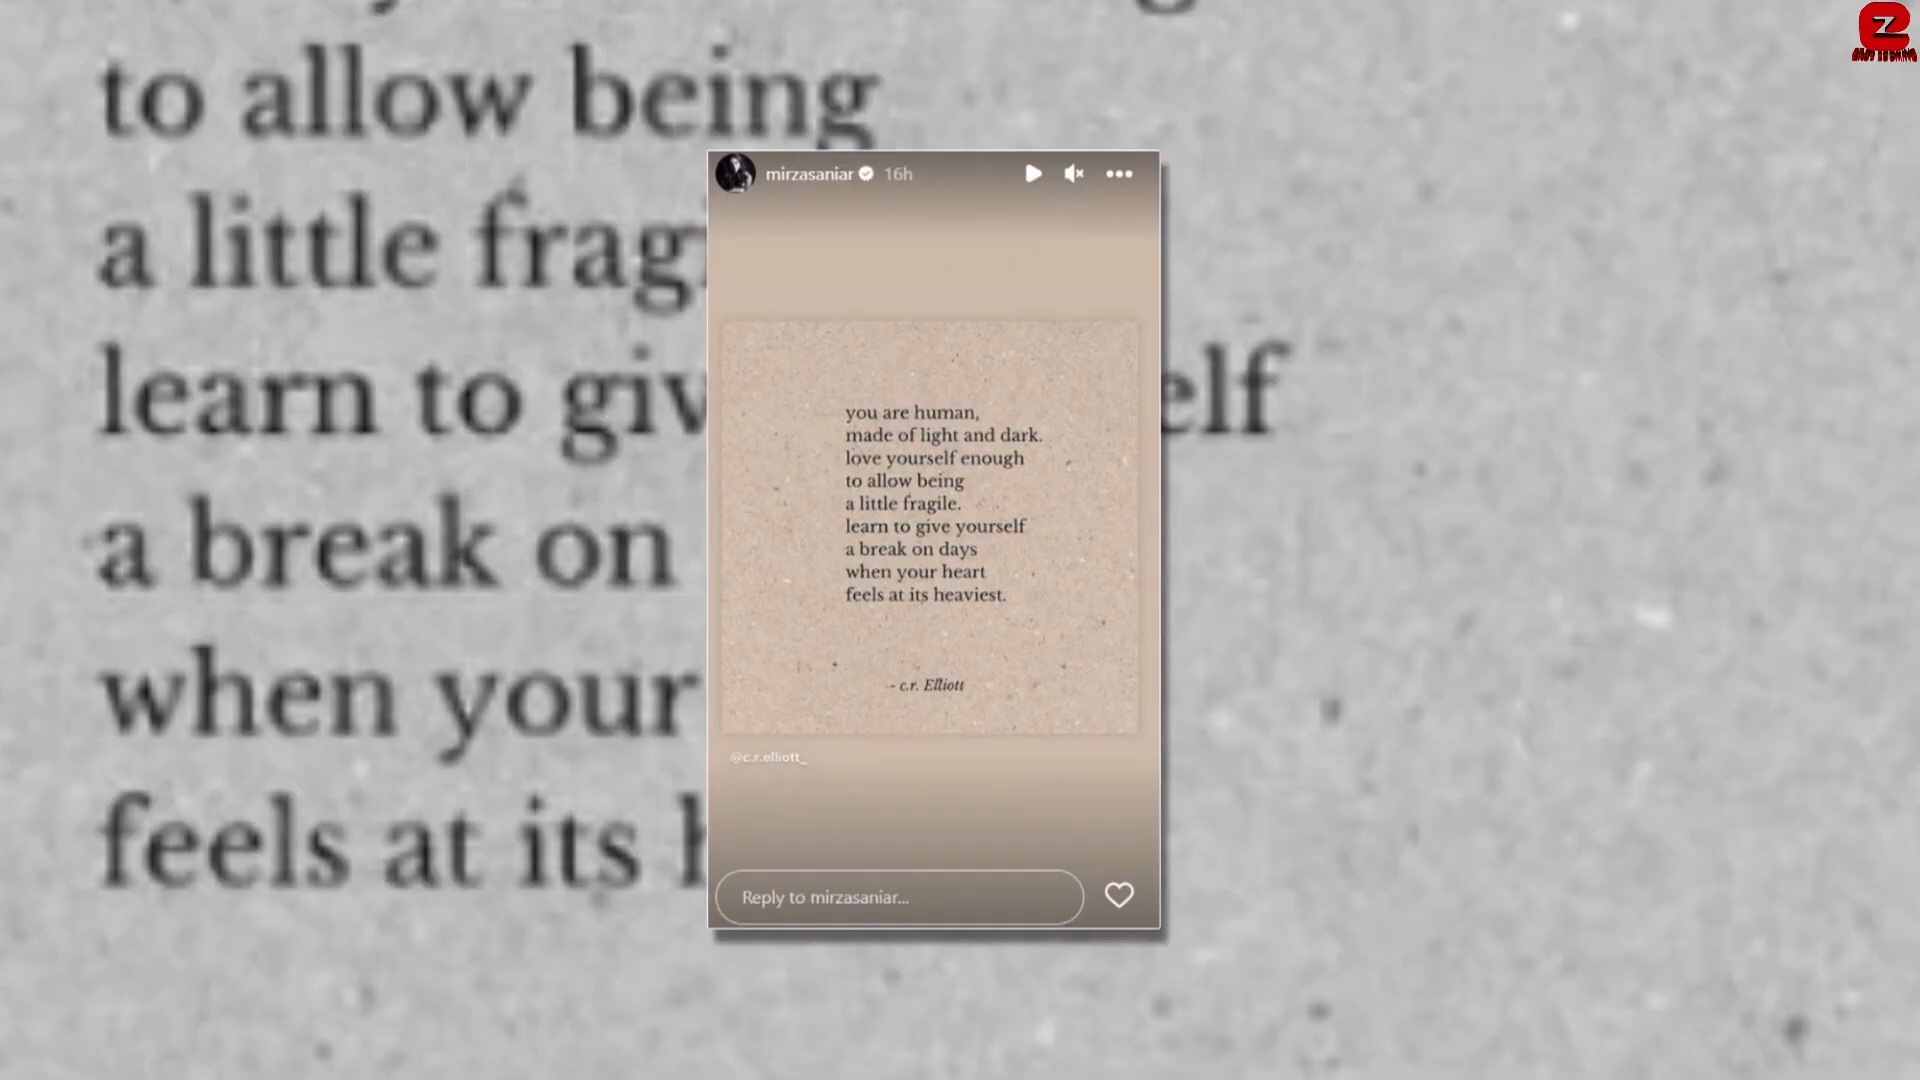 to allow being
a little fragi
learn to giv elf
a break on
when your
feels at its h
mirzasaniar 16h
you are human,
made of light and dark.
love yourself enough
to allow being
a little fragile.
learn to give yourself
a break on days
when your heart
feels at its heaviest.
- c.r. Elliott
@c.r.elliott_
Reply to mirzasaniar...